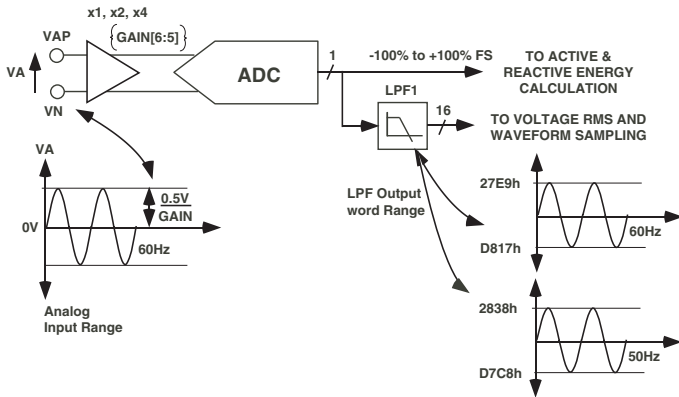 x1, x2, x4
{GAIN[6:5]}
VAP
VA
VN
ADC
1
-100% to +100% FS
TO ACTIVE &
REACTIVE ENERGY
CALCULATION
LPF1
16
TO VOLTAGE RMS AND
WAVEFORM SAMPLING
VA
0.5V
GAIN
0V
60Hz
Analog
Input Range
LPF Output
word Range
27E9h
60Hz
D817h
2838h
50Hz
D7C8h